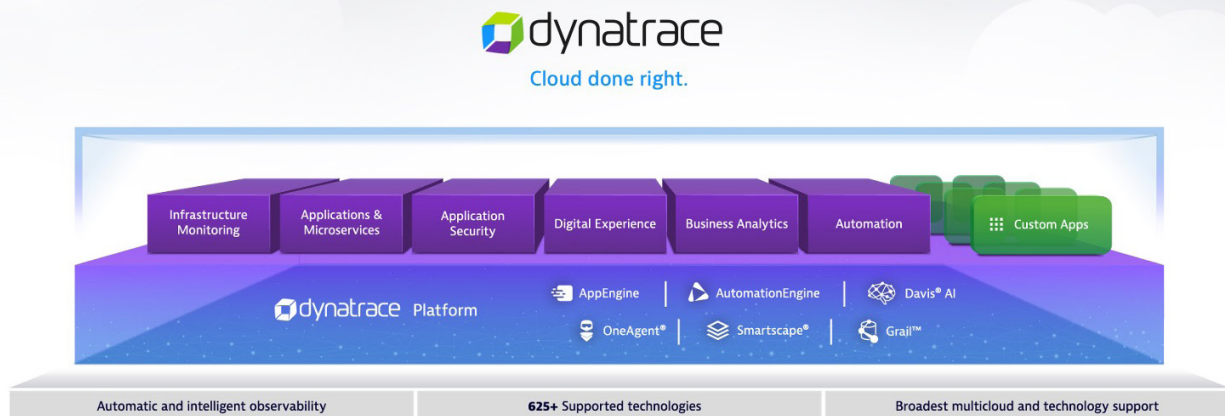 dynatrace
Cloud done right.
Infrastructure
Monitoring
Applications &
Microservices
Application
Security
Digital Experience
Business Analytics
Automation
Custom Apps
dynatrace Platform
AppEngine
AutomationEngine
Davis® AI
OneAgent®
Smartscape®
Grail™
Automatic and intelligent observability
625+ Supported technologies
Broadest multicloud and technology support